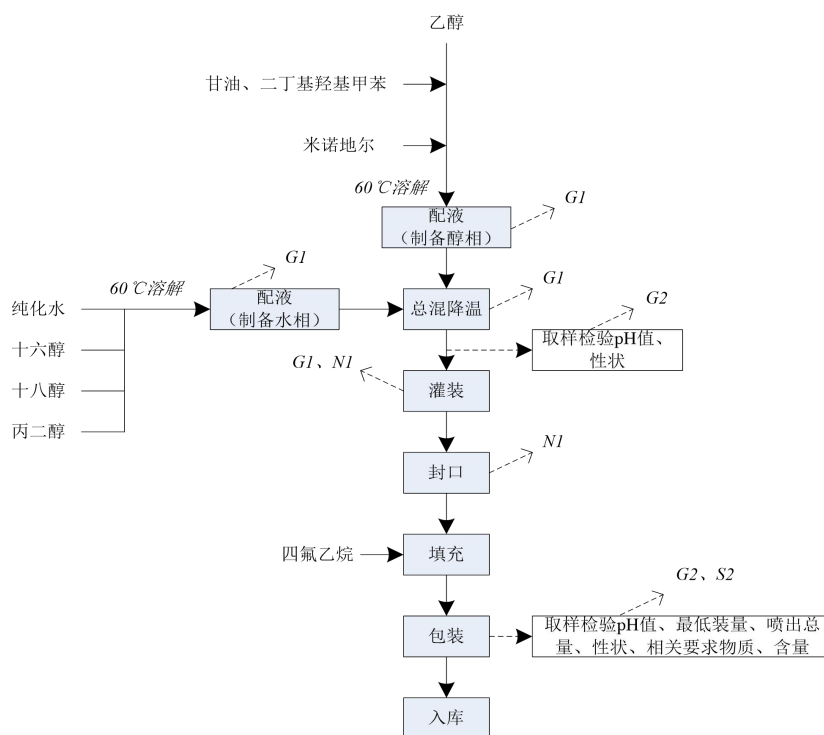 乙醇
甘油、二丁基羟基甲苯
米诺地尔
60℃溶解
G1
配液
（制备醇相）
G1
60℃溶解
G1
纯化水
配液
（制备水相）
总混降温
G2
十六醇
取样检验pH值、
性状
G1、N1
十八醇
灌装
丙二醇
N1
封口
四氟乙烷
填充
G2、S2
包装
取样检验pH值、最低装量、喷出总
量、性状、相关要求物质、含量
入库